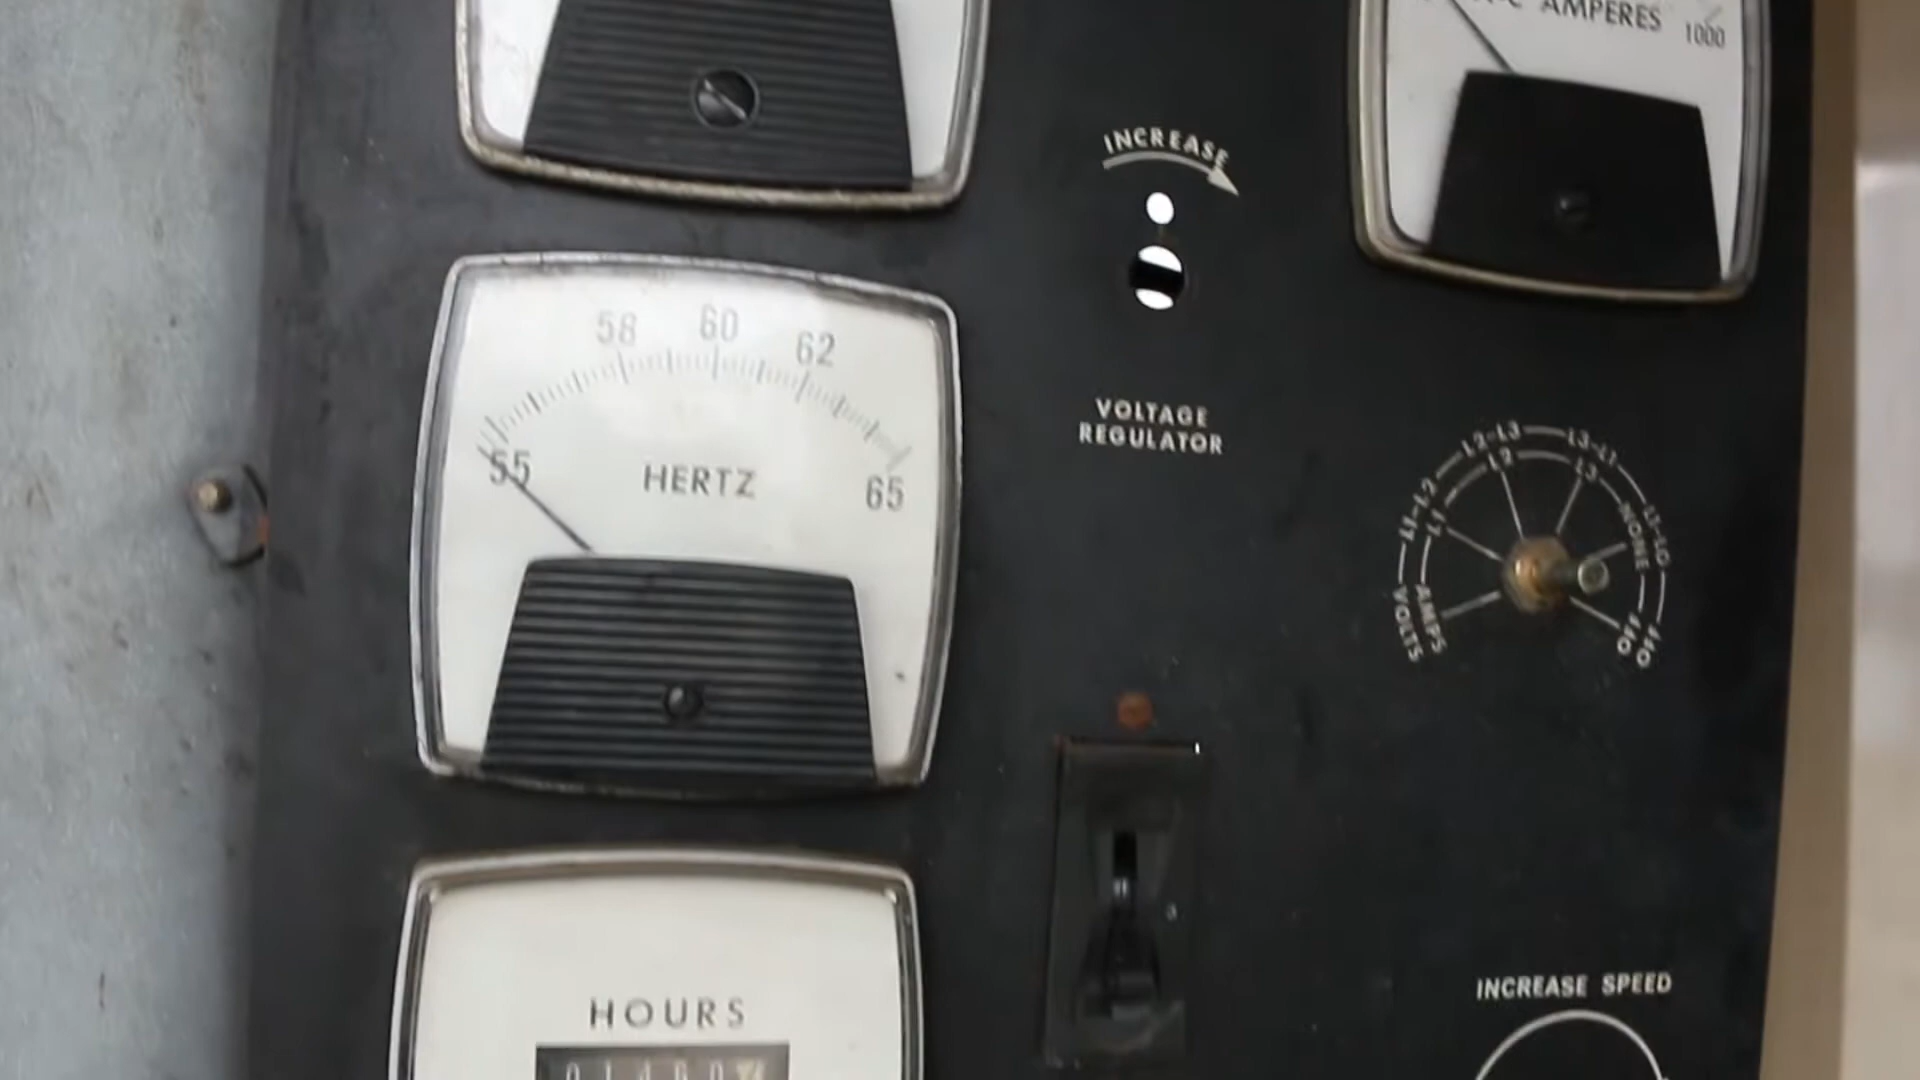 AMPERES
1000
INCREASE
58 60 62
55 65
HERTZ
VOLTAGE
REGULATOR
L1-L2 L2-L3 L3-L1
L1 L2 L3 NONE
VOLTS
AMPS
OFF
OFF
HOURS
INCREASE SPEED